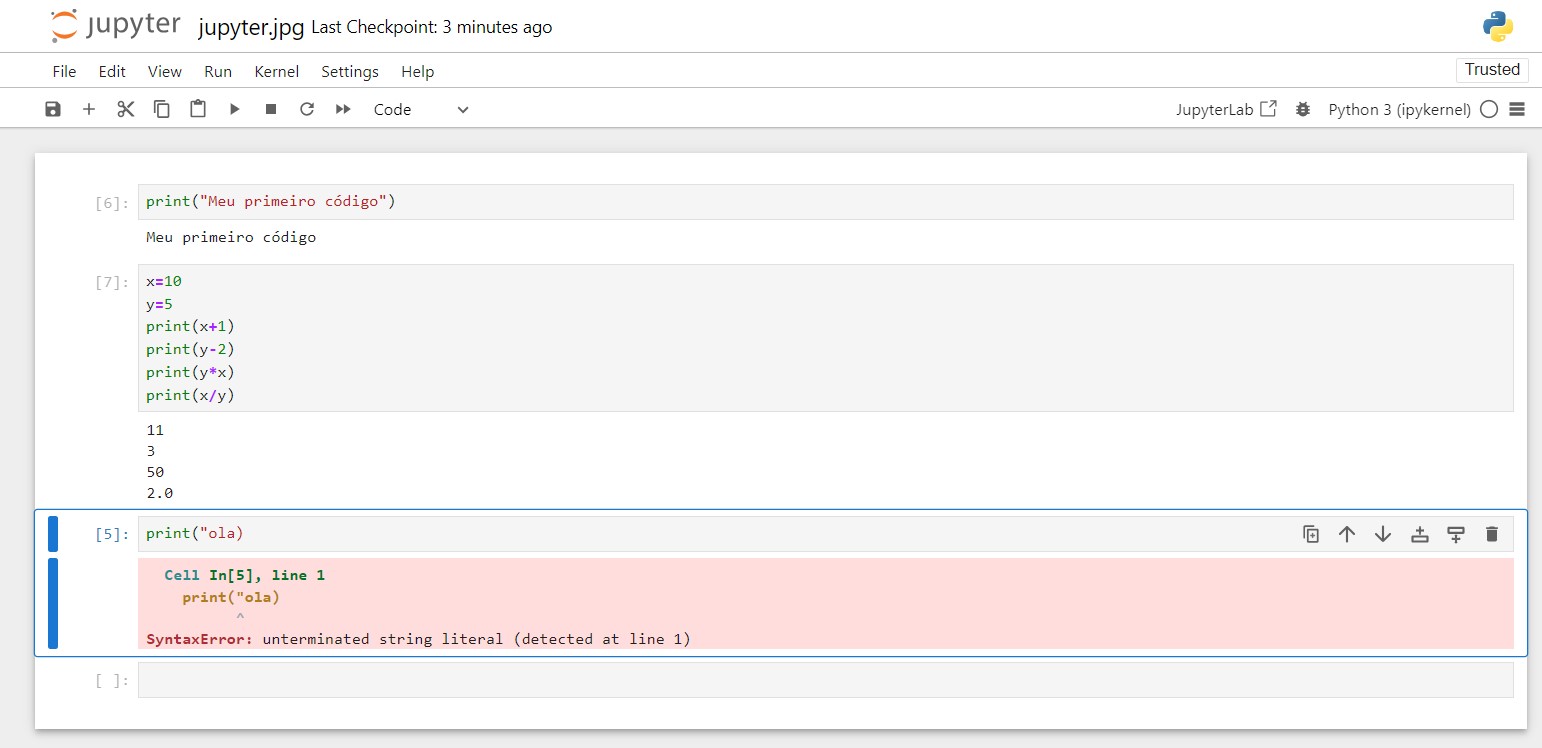 jupyter jupyter.jpg Last Checkpoint: 3 minutes ago
File Edit View Run Kernel Settings Help Trusted
Code JupyterLab Python 3 (ipykernel)
[6]: print("Meu primeiro código")
Meu primeiro código
[7]: x=10
y=5
print(x+1)
print(y-2)
print(y*x)
print(x/y)
11
3
50
2.0
[5]: print("ola)
Cell In[5], line 1
print("ola)
^
SyntaxError: unterminated string literal (detected at line 1)
[ ]: